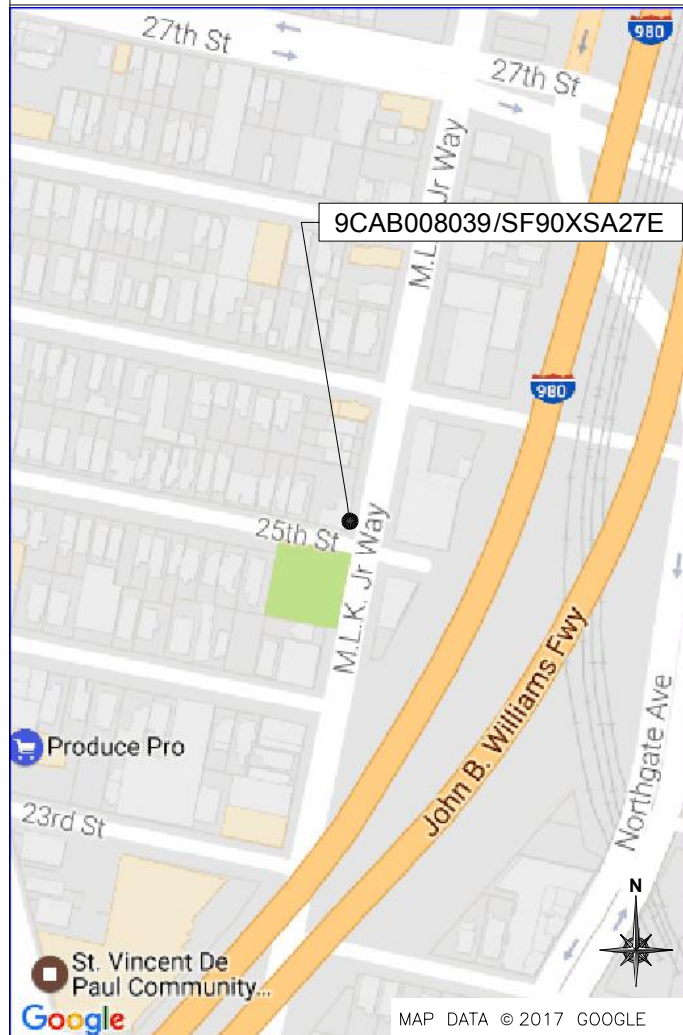 27th St
980
27th St
M.L.K. Jr Way
9CAB008039/SF90XSA27E
980
25th St
M.L.K. Jr Way
John B. Williams Fwy
Northgate Ave
Produce Pro
23rd St
N
St. Vincent De
Paul Community...
Google
MAP DATA © 2017 GOOGLE